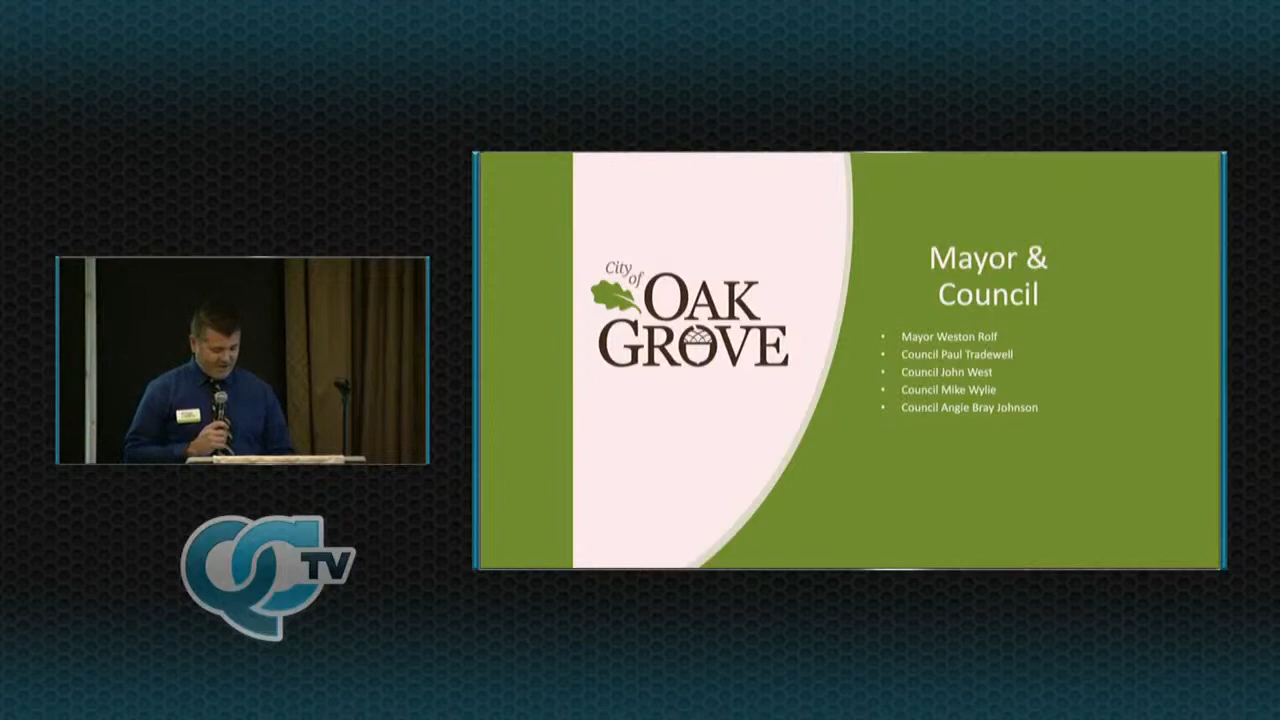 City
of
OAK
GROVE
Mayor &
Council
• Mayor Weston Rolf
• Council Paul Tradewell
• Council John West
• Council Mike Wylie
• Council Angie Bray Johnson
QCTV